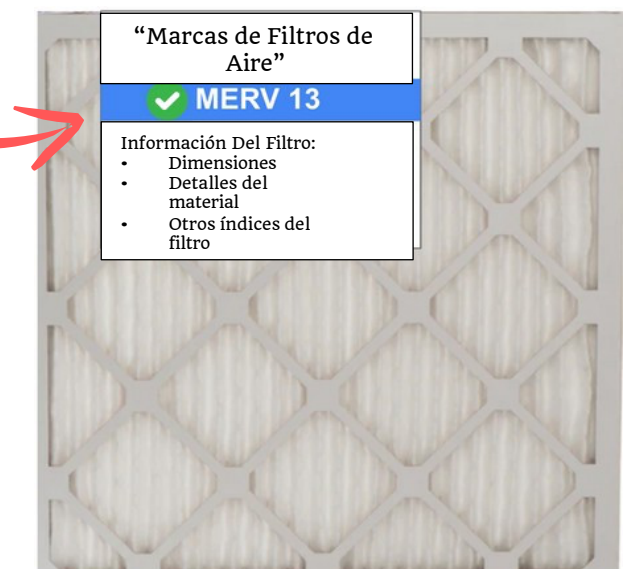 “Marcas de Filtros de
Aire”
MERV 13
Información Del Filtro:
• Dimensiones
• Detalles del
material
• Otros índices del
filtro